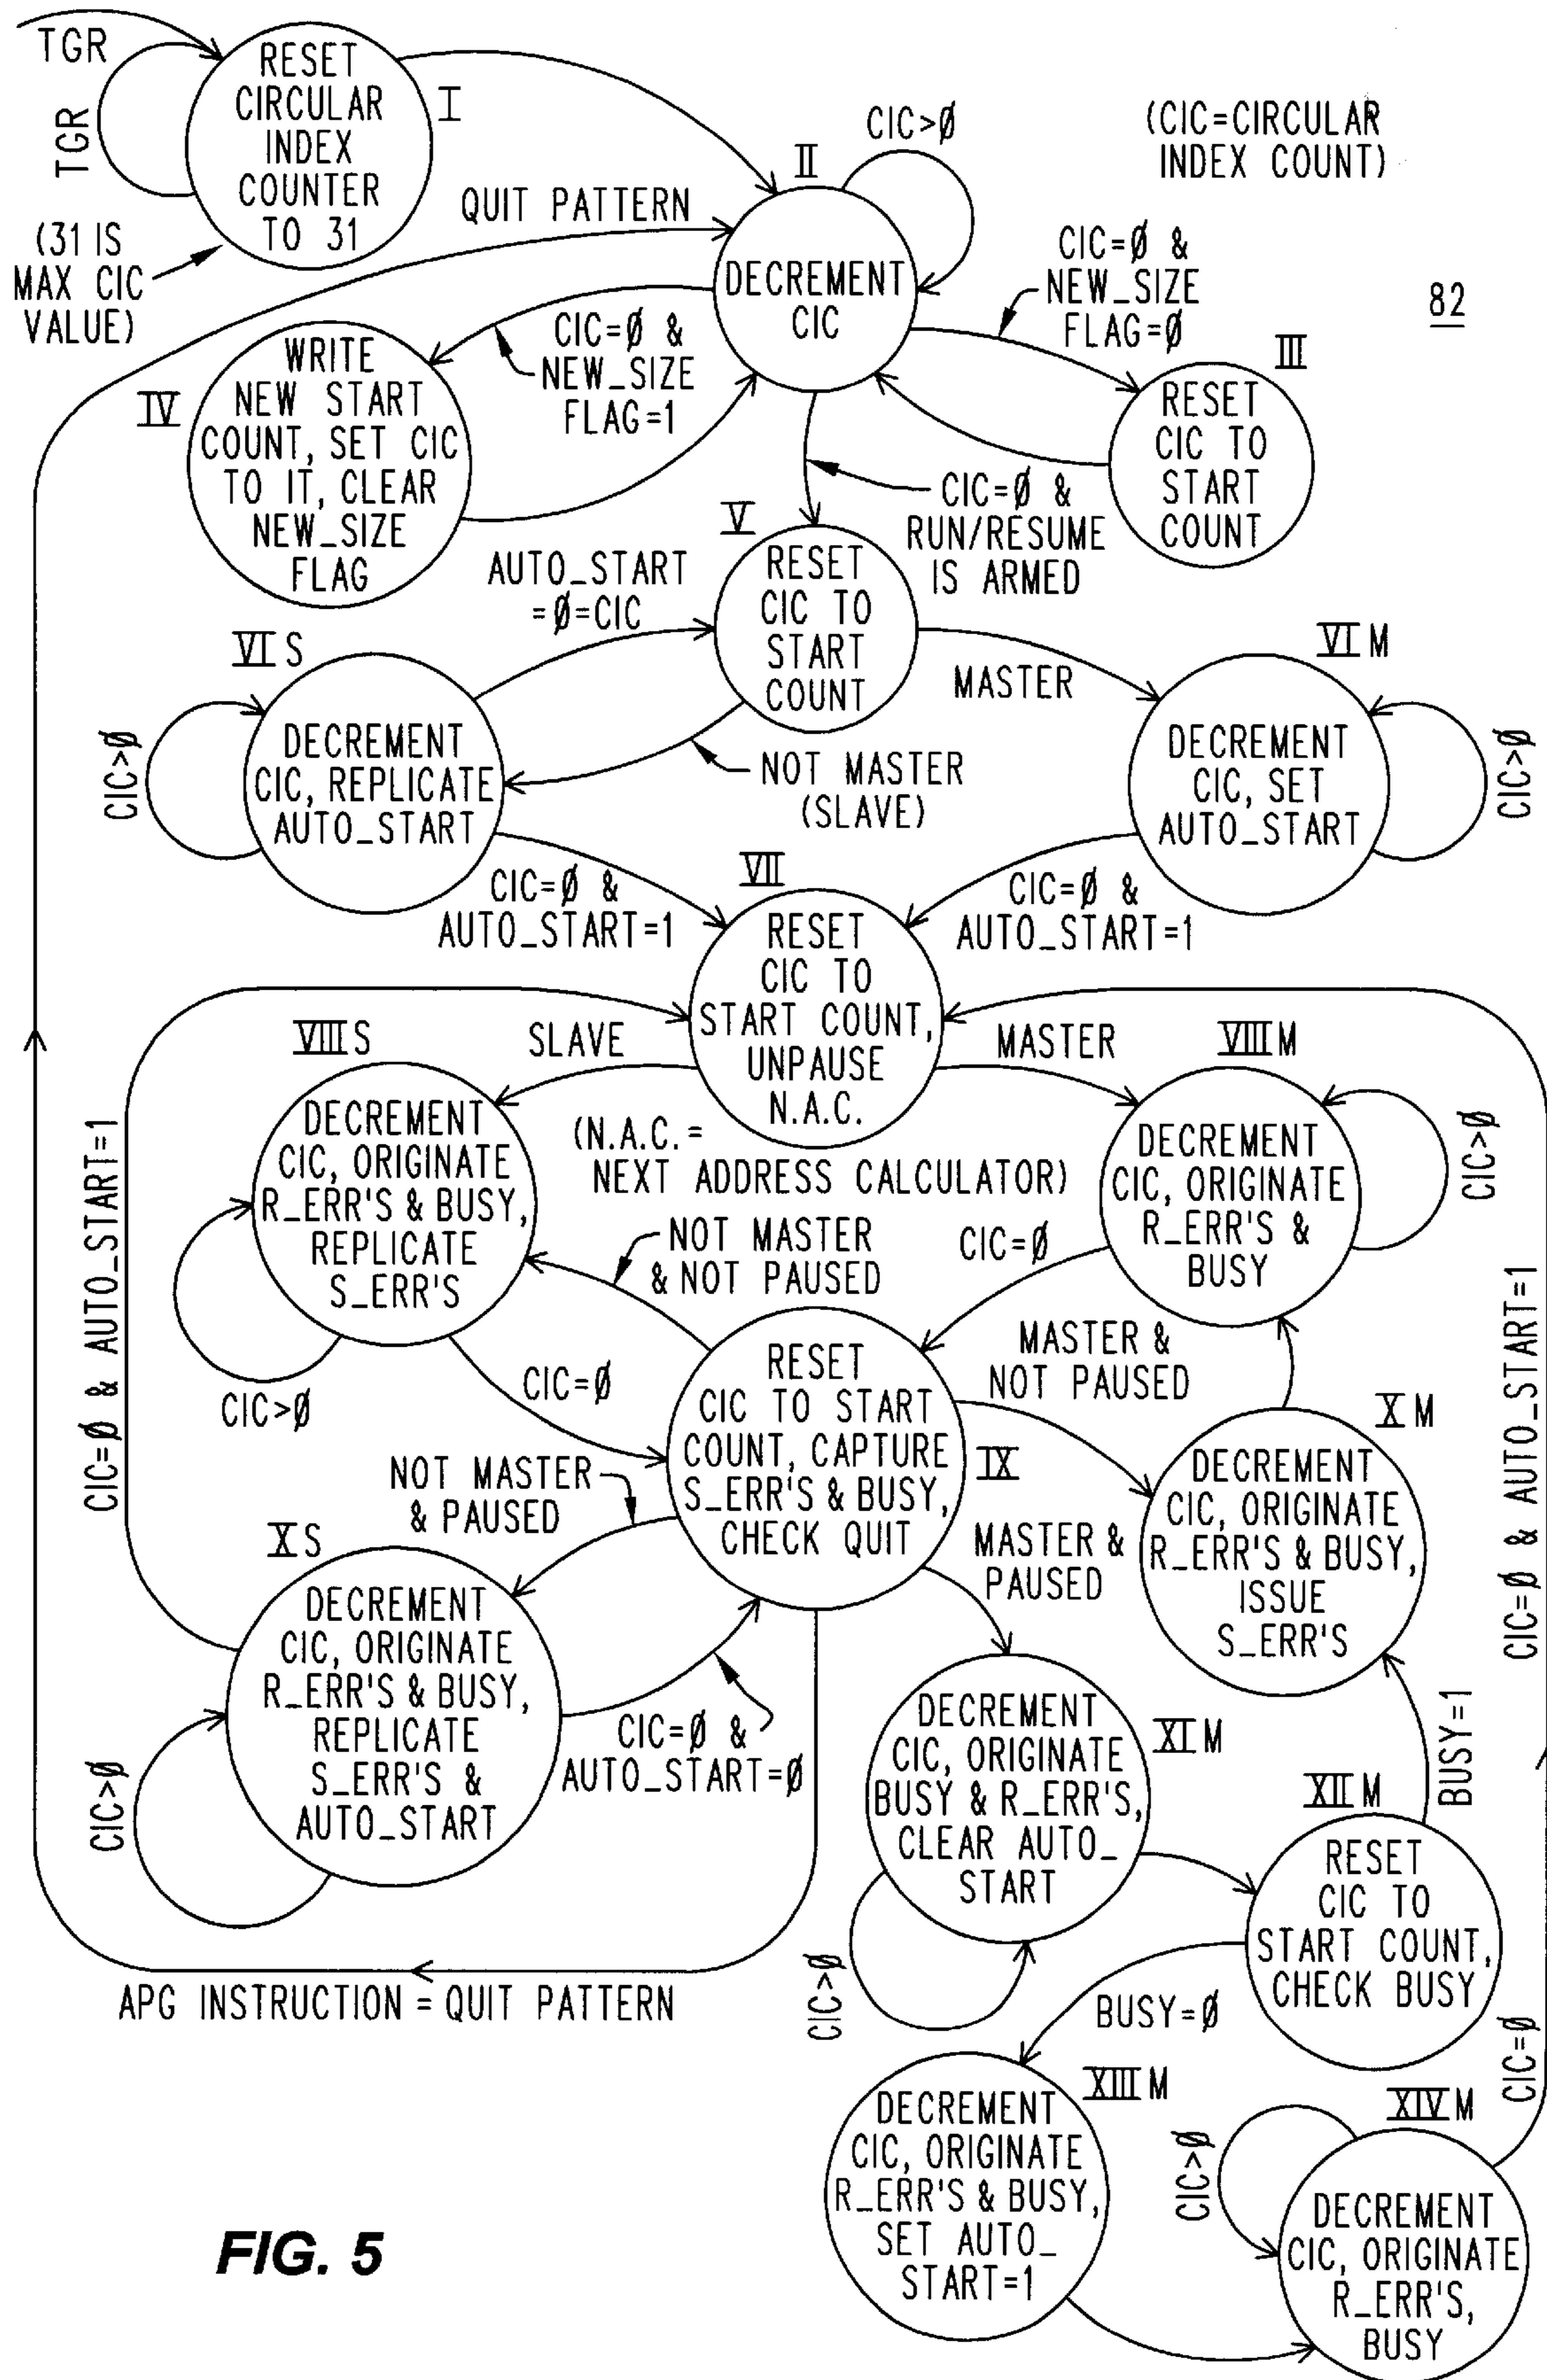 TGR
TGR
RESET
CIRCULAR
INDEX
COUNTER
TO 31
I
(31 IS
MAX CIC
VALUE)
QUIT PATTERN
II
CIC>Ø
(CIC=CIRCULAR
INDEX COUNT)
DECREMENT
CIC
CIC=Ø &
NEW_SIZE
FLAG=Ø
82
CIC=Ø &
NEW_SIZE
FLAG=1
IV
WRITE
NEW START
COUNT, SET CIC
TO IT, CLEAR
NEW_SIZE
FLAG
III
RESET
CIC TO
START
COUNT
CIC=Ø &
RUN/RESUME
IS ARMED
V
RESET
CIC TO
START
COUNT
AUTO_START
=Ø=CIC
VI S
DECREMENT
CIC, REPLICATE
AUTO_START
CIC>Ø
NOT MASTER
(SLAVE)
MASTER
VI M
DECREMENT
CIC, SET
AUTO_START
CIC>Ø
CIC=Ø &
AUTO_START=1
VII
CIC=Ø &
AUTO_START=1
RESET
CIC TO
START COUNT,
UNPAUSE
N.A.C.
(N.A.C.=
NEXT ADDRESS CALCULATOR)
SLAVE
MASTER
VIII S
DECREMENT
CIC, ORIGINATE
R_ERR'S & BUSY,
REPLICATE
S_ERR'S
CIC>Ø
VIII M
DECREMENT
CIC, ORIGINATE
R_ERR'S &
BUSY
CIC>Ø
CIC=Ø & AUTO_START=1
NOT MASTER
& NOT PAUSED
CIC=Ø
CIC=Ø
MASTER &
NOT PAUSED
RESET
CIC TO START
COUNT, CAPTURE
S_ERR'S & BUSY,
CHECK QUIT
IX
NOT MASTER
& PAUSED
MASTER &
PAUSED
X M
DECREMENT
CIC, ORIGINATE
R_ERR'S & BUSY,
ISSUE
S_ERR'S
CIC=Ø & AUTO_START=1
X S
DECREMENT
CIC, ORIGINATE
R_ERR'S & BUSY,
REPLICATE
S_ERR'S &
AUTO_START
CIC>Ø
CIC=Ø &
AUTO_START=Ø
XI M
DECREMENT
CIC, ORIGINATE
BUSY & R_ERR'S,
CLEAR AUTO_
START
CIC>Ø
BUSY=1
XII M
RESET
CIC TO
START COUNT,
CHECK BUSY
APG INSTRUCTION = QUIT PATTERN
BUSY=Ø
CIC=Ø
XIII M
DECREMENT
CIC, ORIGINATE
R_ERR'S & BUSY,
SET AUTO_
START=1
XIV M
CIC>Ø
DECREMENT
CIC, ORIGINATE
R_ERR'S,
BUSY
FIG. 5